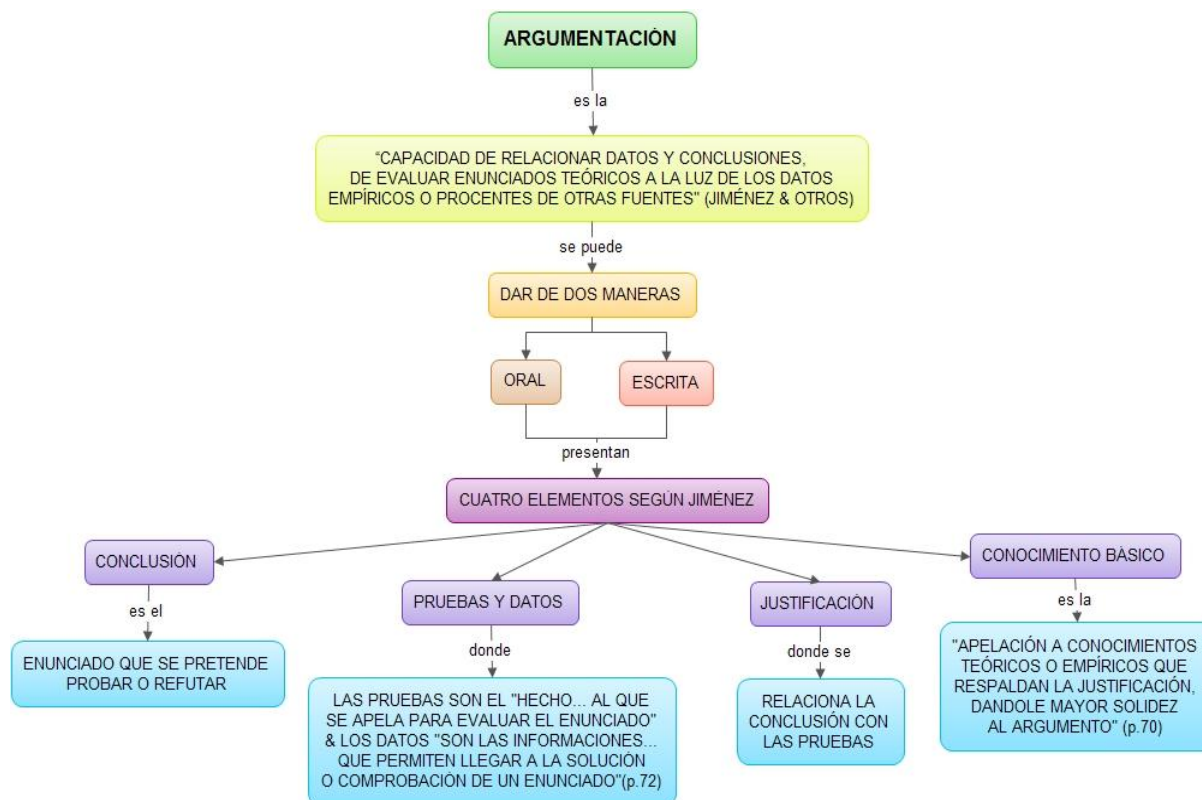 ARGUMENTACIÓN
es la
"CAPACIDAD DE RELACIONAR DATOS Y CONCLUSIONES,
DE EVALUAR ENUNCIADOS TEÓRICOS A LA LUZ DE LOS DATOS
EMPÍRICOS O PROCENTES DE OTRAS FUENTES" (JIMÉNEZ & OTROS)
se puede
DAR DE DOS MANERAS
ORAL
ESCRITA
presentan
CUATRO ELEMENTOS SEGÚN JIMÉNEZ
CONCLUSIÓN
es el
ENUNCIADO QUE SE PRETENDE
PROBAR O REFUTAR
PRUEBAS Y DATOS
donde
LAS PRUEBAS SON EL "HECHO... AL QUE
SE APELA PARA EVALUAR EL ENUNCIADO"
& LOS DATOS "SON LAS INFORMACIONES...
QUE PERMITEN LLEGAR A LA SOLUCIÓN
O COMPROBACIÓN DE UN ENUNCIADO"(p.72)
JUSTIFICACIÓN
donde se
RELACIONA LA
CONCLUSIÓN CON
LAS PRUEBAS
CONOCIMIENTO BÀSICO
es la
"APELACIÓN A CONOCIMIENTOS
TEÓRICOS O EMPÍRICOS QUE
RESPALDAN LA JUSTIFICACIÓN,
DANDOLE MAYOR SOLIDEZ
AL ARGUMENTO" (p.70)